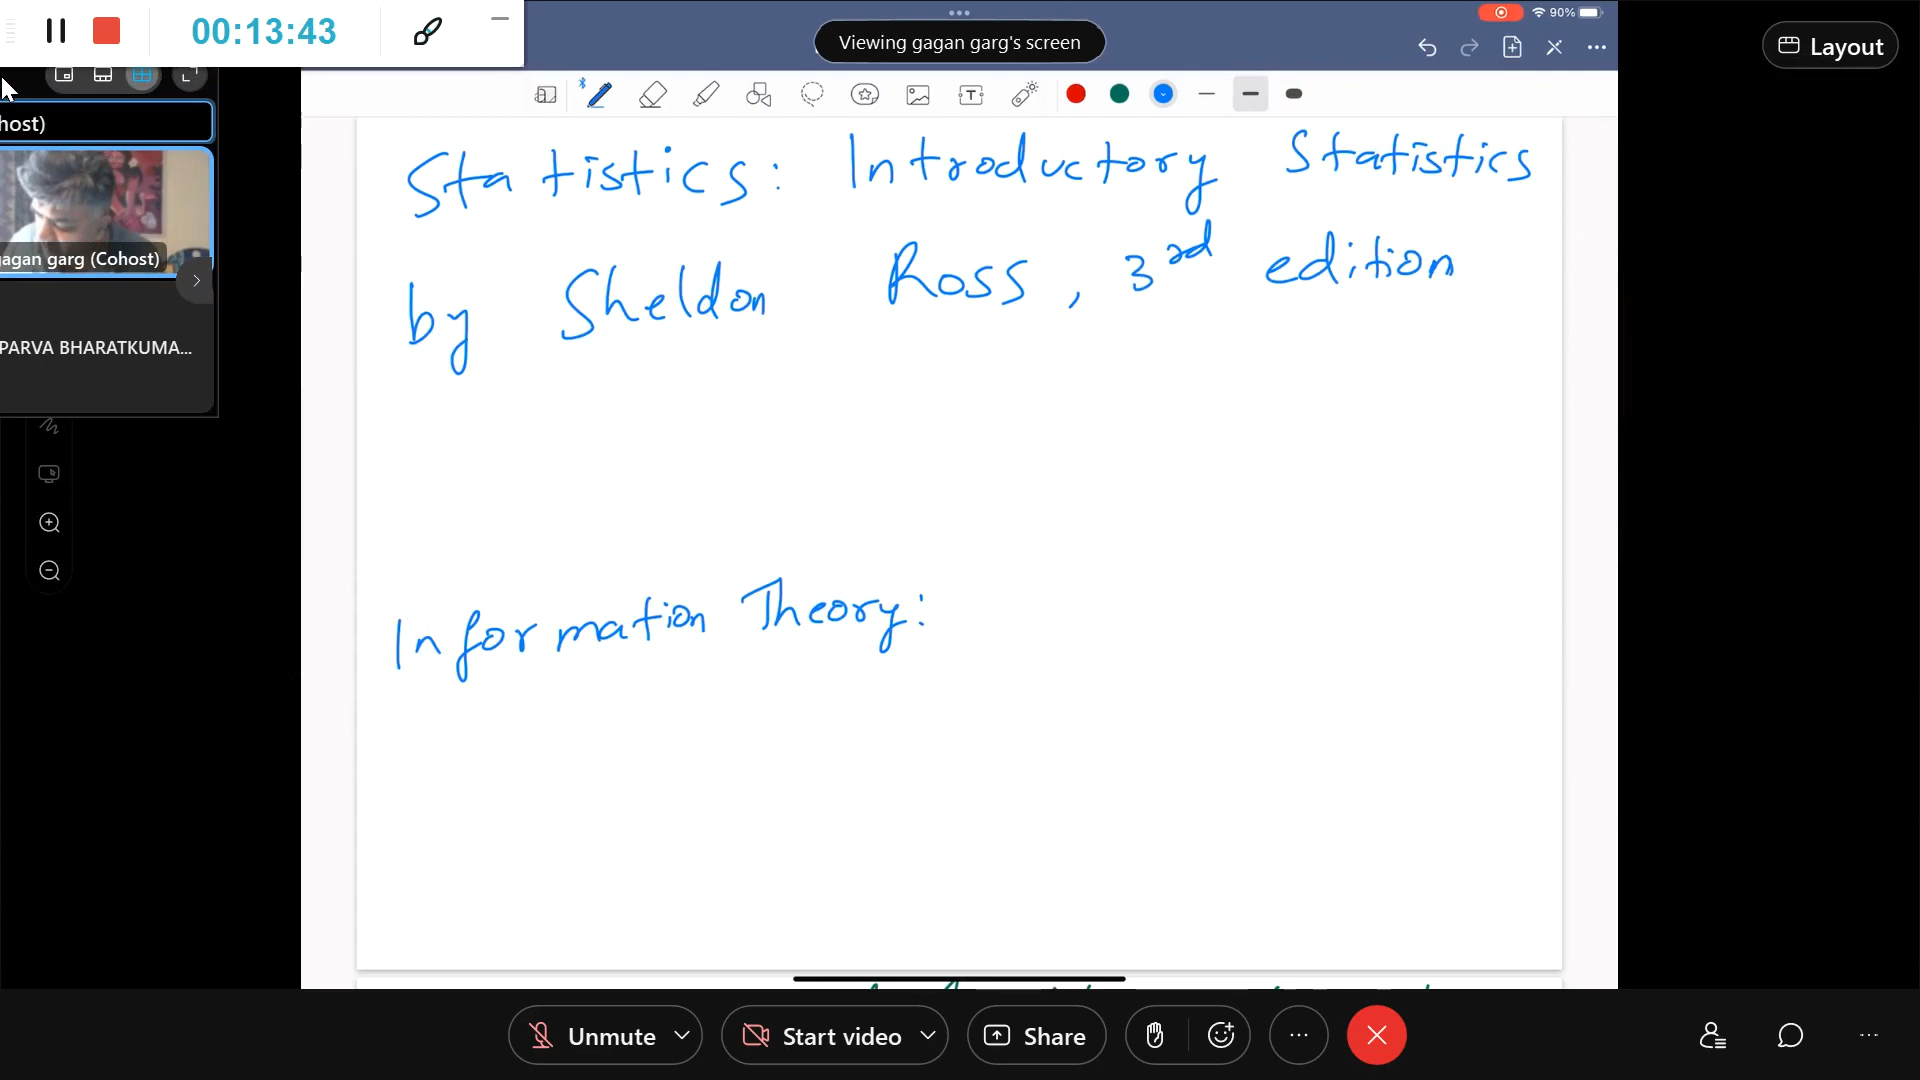 00:13:43
Viewing gagan garg's screen
90%
Layout
host)
agan garg (Cohost)
PARVA BHARATKUMA...
Statistics: Introductory Statistics
by Sheldon Ross, 3rd edition
Information Theory:
Unmute
Start video
Share